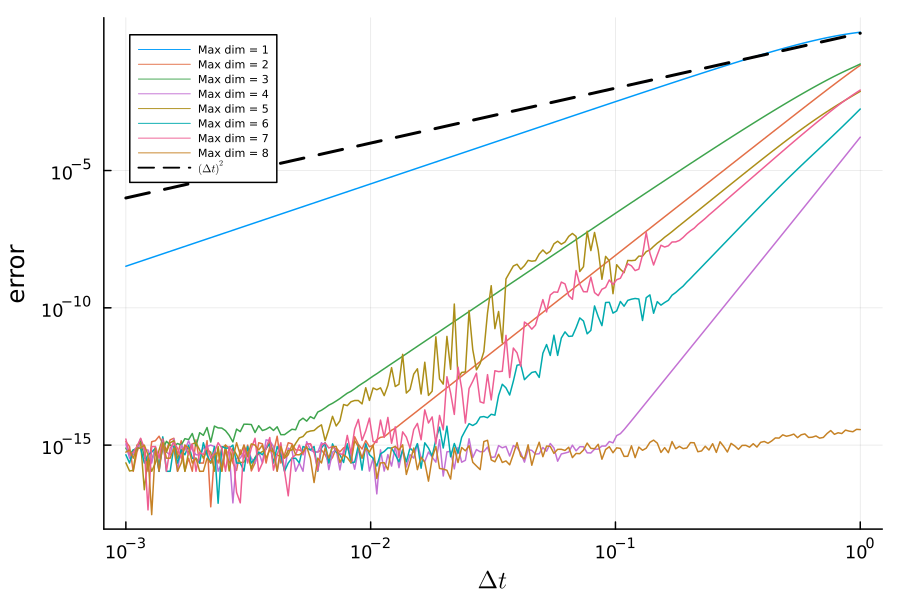 Max dim = 1
Max dim = 2
Max dim = 3
Max dim = 4
Max dim = 5
Max dim = 6
Max dim = 7
Max dim = 8
(Δt)²
10⁻⁵
10⁻¹⁰
10⁻¹⁵
error
10⁻³ 10⁻² 10⁻¹ 10⁰
Δt